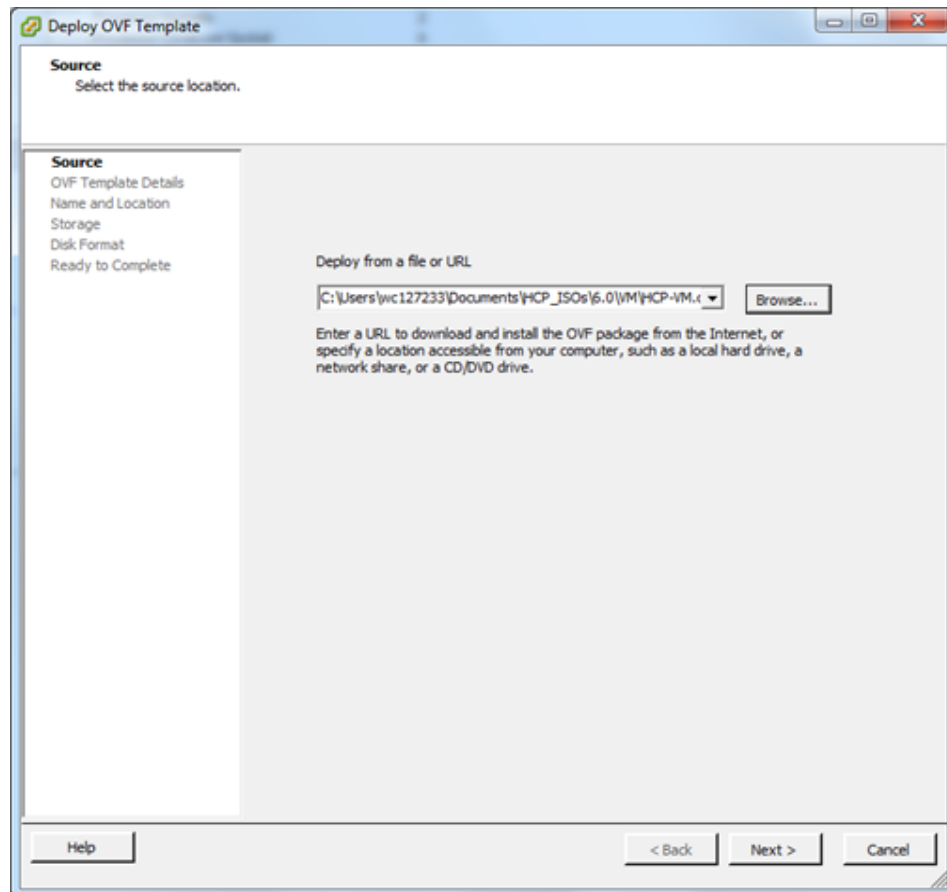 Deploy OVF Template
Source
Select the source location.
Source
OVF Template Details
Name and Location
Storage
Disk Format
Ready to Complete
Deploy from a file or URL
C:\Users\wc127233\Documents\HCP_ISOs\6.0\VM\HCP-VM.
Browse...
Enter a URL to download and install the OVF package from the Internet, or
specify a location accessible from your computer, such as a local hard drive, a
network share, or a CD/DVD drive.
Help
< Back
Next >
Cancel